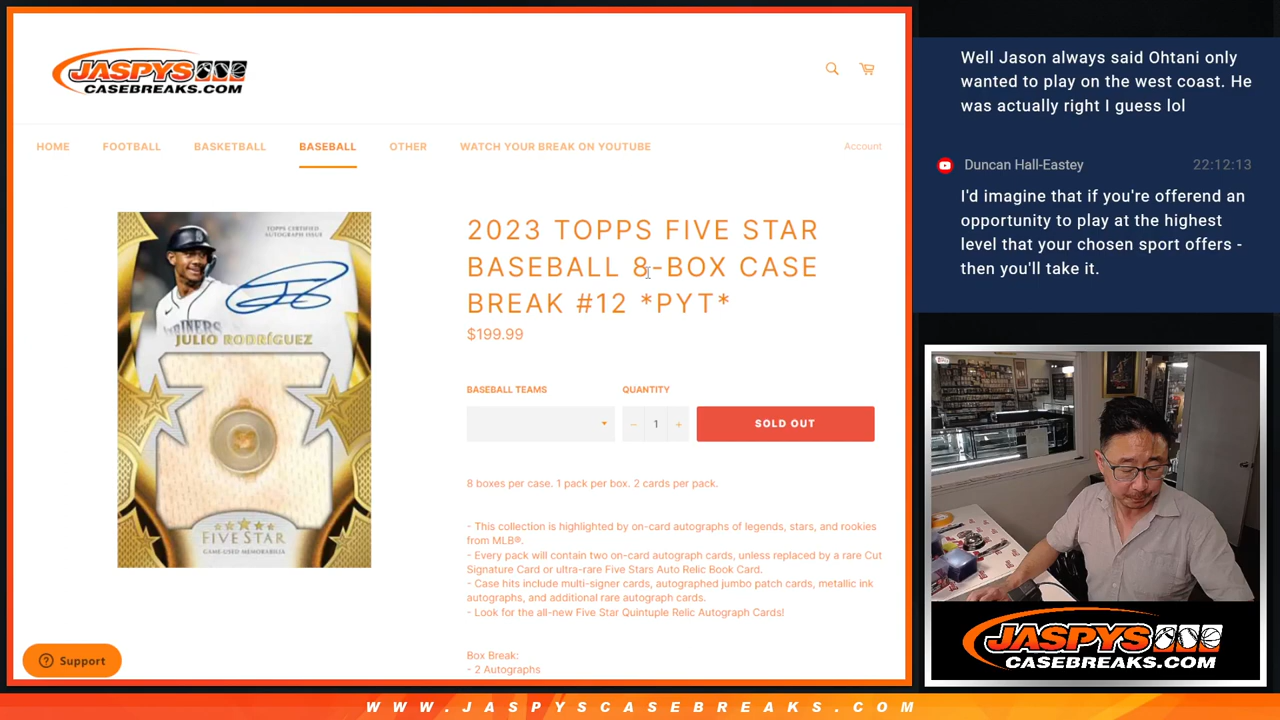 JASPYS
CASEBREAKS.COM
HOME FOOTBALL BASKETBALL BASEBALL OTHER WATCH YOUR BREAK ON YOUTUBE Account
TOPPS CERTIFIED
AUTOGRAPH ISSUE
JULIO RODRÍGUEZ
FIVE STAR
GAME-USED MEMORABILIA
2023 TOPPS FIVE STAR
BASEBALL 8-BOX CASE
BREAK #12 *PYT*
$199.99
BASEBALL TEAMS QUANTITY
− 1 + SOLD OUT
8 boxes per case. 1 pack per box. 2 cards per pack.
- This collection is highlighted by on-card autographs of legends, stars, and rookies
from MLB®.
- Every pack will contain two on-card autograph cards, unless replaced by a rare Cut
Signature Card or ultra-rare Five Stars Auto Relic Book Card.
- Case hits include multi-signer cards, autographed jumbo patch cards, metallic ink
autographs, and additional rare autograph cards.
- Look for the all-new Five Star Quintuple Relic Autograph Cards!
Box Break:
- 2 Autographs
Support
Well Jason always said Ohtani only
wanted to play on the west coast. He
was actually right I guess lol
Duncan Hall-Eastey 22:12:13
I'd imagine that if you're offerend an
opportunity to play at the highest
level that your chosen sport offers -
then you'll take it.
JASPYS
CASEBREAKS.COM
WWW.JASPYSCASEBREAKS.COM